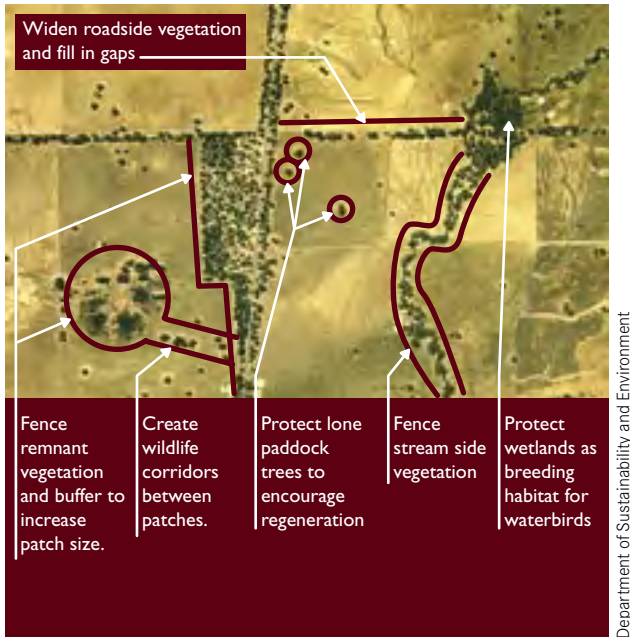 Widen roadside vegetation
and fill in gaps
Fence
remnant
vegetation
and buffer to
increase
patch size.
Create
wildlife
corridors
between
patches.
Protect lone
paddock
trees to
encourage
regeneration
Fence
stream side
vegetation
Protect
wetlands as
breeding
habitat for
waterbirds
Department of Sustainability and Environment